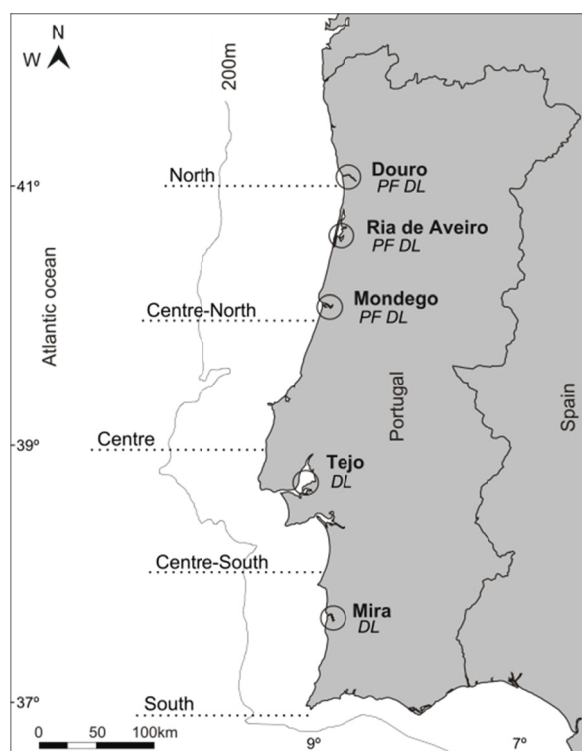 N
W
200m
41°
North
Douro
PF DL
Ria de Aveiro
PF DL
Atlantic ocean
Centre-North
Mondego
PF DL
Portugal
Spain
39°
Centre
Tejo
DL
Centre-South
Mira
DL
37°
South
0 50 100km
9°
7°